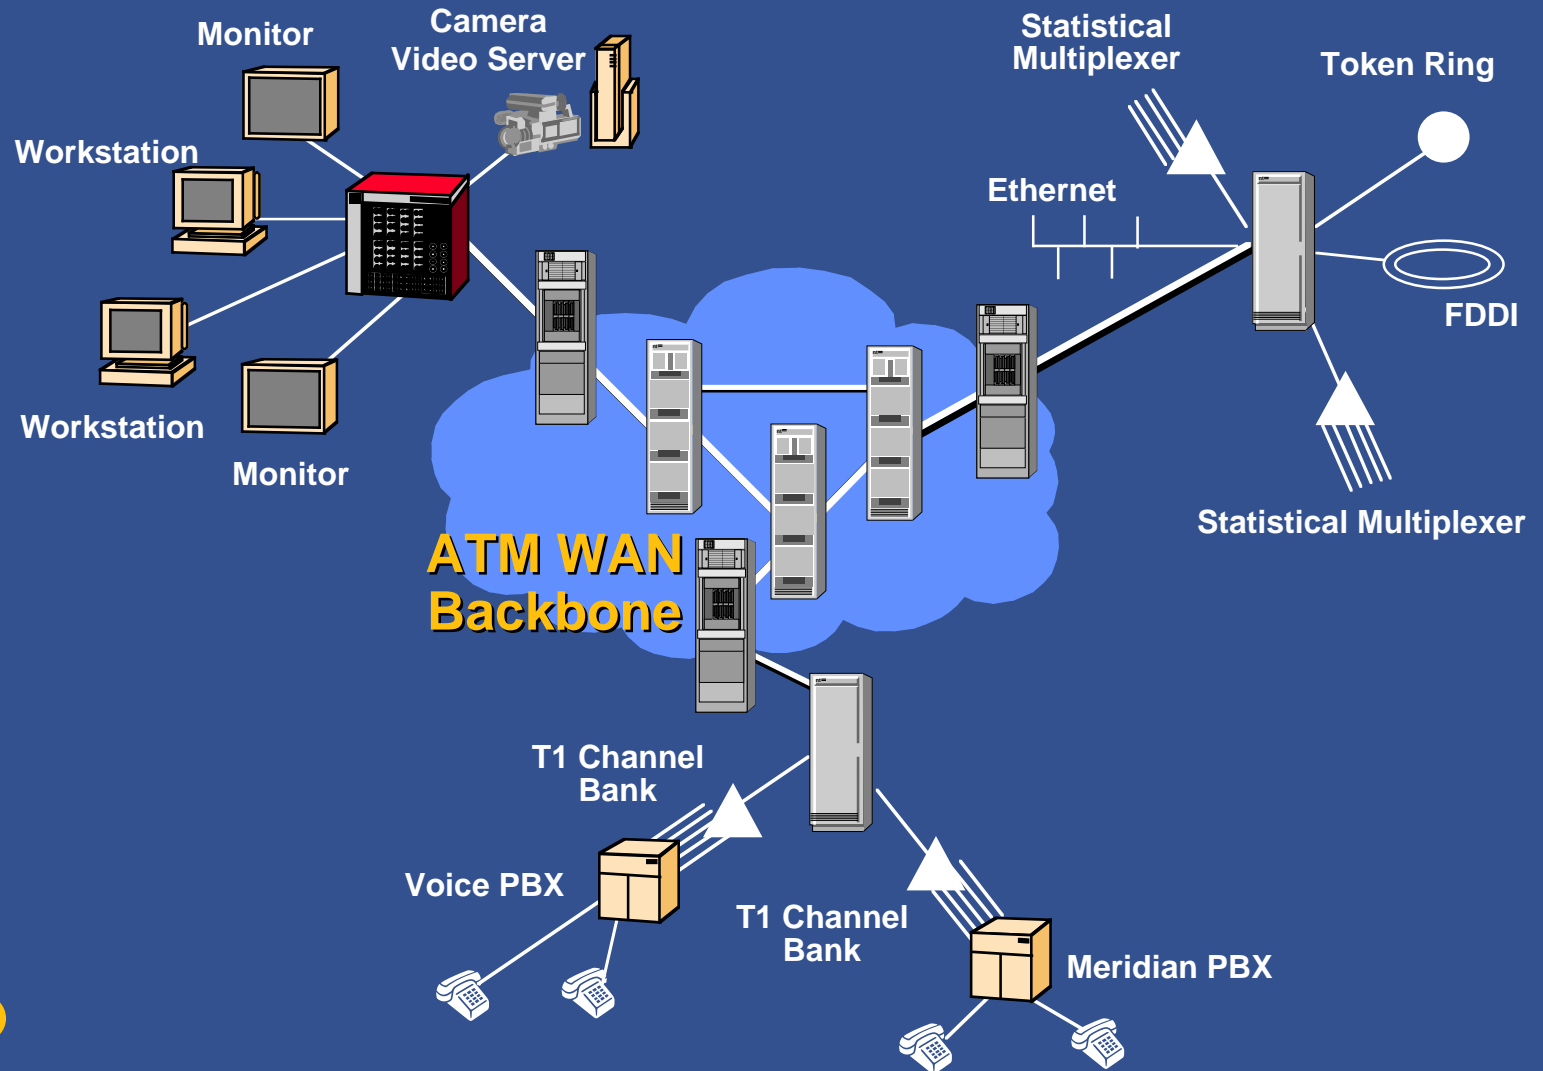 Monitor
Camera
Video Server
Statistical
Multiplexer
Token Ring
Workstation
Ethernet
FDDI
Workstation
Monitor
Statistical Multiplexer
ATM WAN
Backbone
T1 Channel
Bank
Voice PBX
T1 Channel
Bank
Meridian PBX